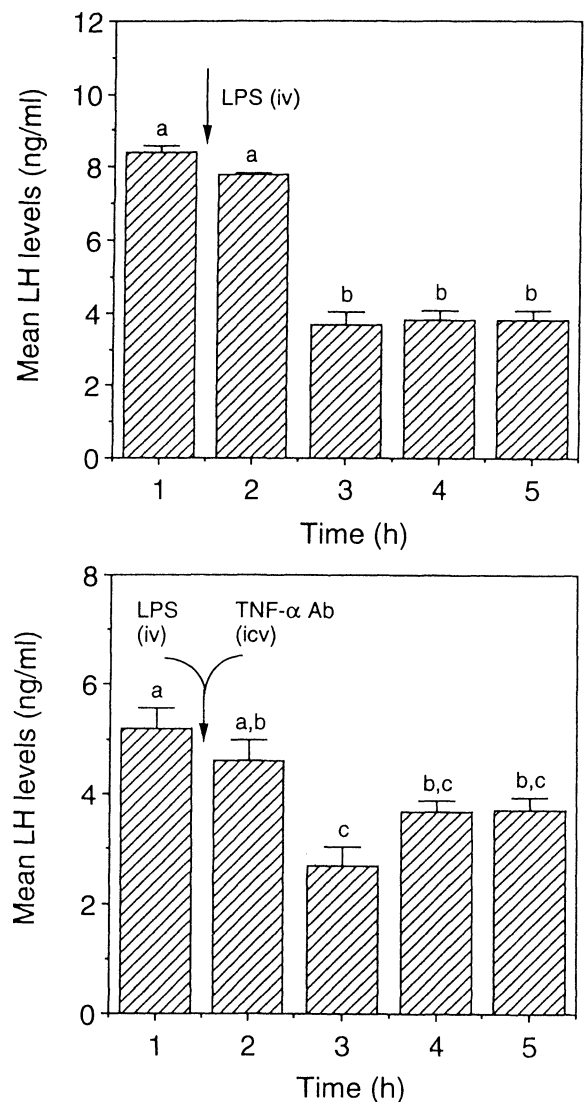 12
10
8
6
4
2
0
Mean LH levels (ng/ml)
LPS (iv)
a
a
b
b
b
1 2 3 4 5
Time (h)
8
6
4
2
0
Mean LH levels (ng/ml)
LPS TNF-α Ab
(iv) (icv)
a
a,b
c
b,c
b,c
1 2 3 4 5
Time (h)